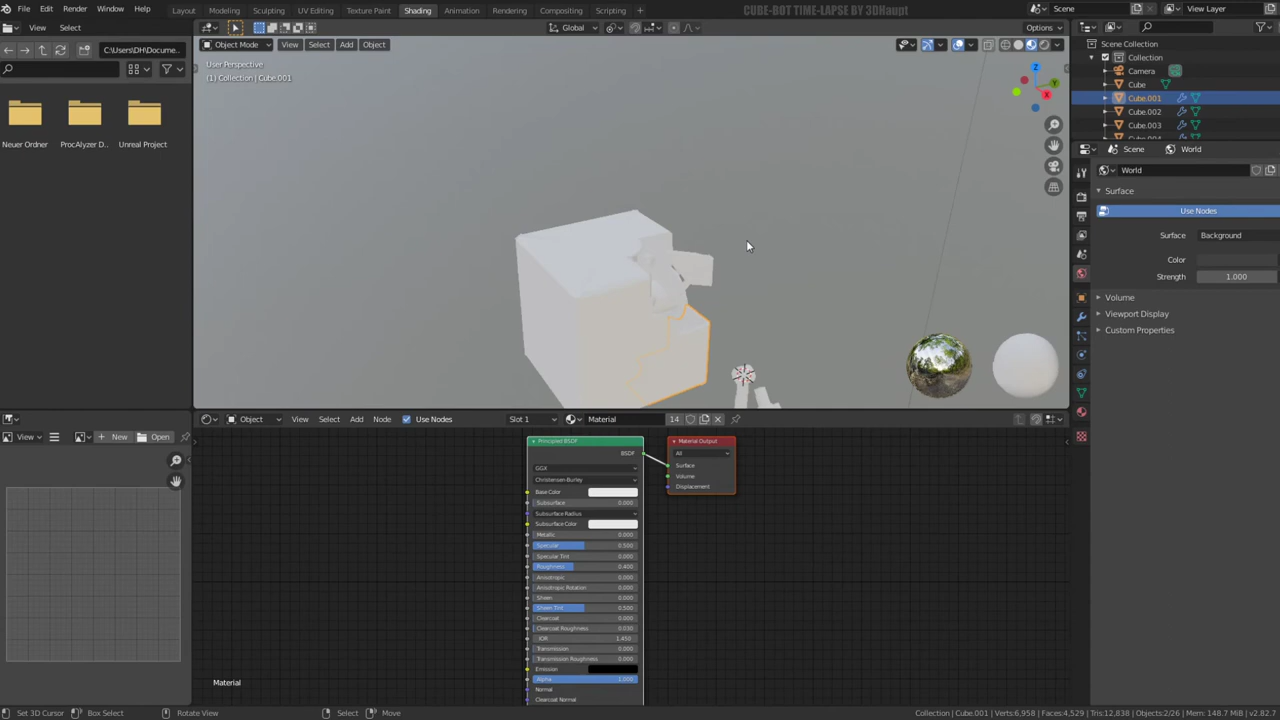 File Edit Render Window Help
Layout Modeling Sculpting UV Editing Texture Paint Shading Animation Rendering Compositing Scripting +
CUBE-BOT TIME-LAPSE BY 3DHaupt
Scene
View Layer
View Select
Global
Options
C:\Users\DH\Docume...
Object Mode View Select Add Object
User Perspective
(1) Collection | Cube.001
Neuer Ordner
ProcAlyzer D...
Unreal Project
Z
Y
X
Scene Collection
Collection
Camera
Cube
Cube.001
Cube.002
Cube.003
Scene World
World
Surface
Use Nodes
Surface Background
Color
Strength 1.000
Volume
Viewport Display
Custom Properties
View New Open
Object View Select Add Node Use Nodes Slot 1 Material 14
Principled BSDF
BSDF
GGX
Christensen-Burley
Base Color
Subsurface 0.000
Subsurface Radius
Subsurface Color
Metallic 0.000
Specular 0.500
Specular Tint 0.000
Roughness 0.400
Anisotropic 0.000
Anisotropic Rotation 0.000
Sheen 0.000
Sheen Tint 0.500
Clearcoat 0.000
Clearcoat Roughness 0.030
IOR 1.450
Transmission 0.000
Transmission Roughness 0.000
Emission
Alpha 1.000
Normal
Clearcoat Normal
Material Output
All
Surface
Volume
Displacement
Material
Set 3D Cursor Box Select Rotate View Select Move
Collection | Cube.001 | Verts:6,958 | Faces:4,529 | Tris:12,838 | Objects:2/26 | Mem: 148.7 MiB | v2.82.7